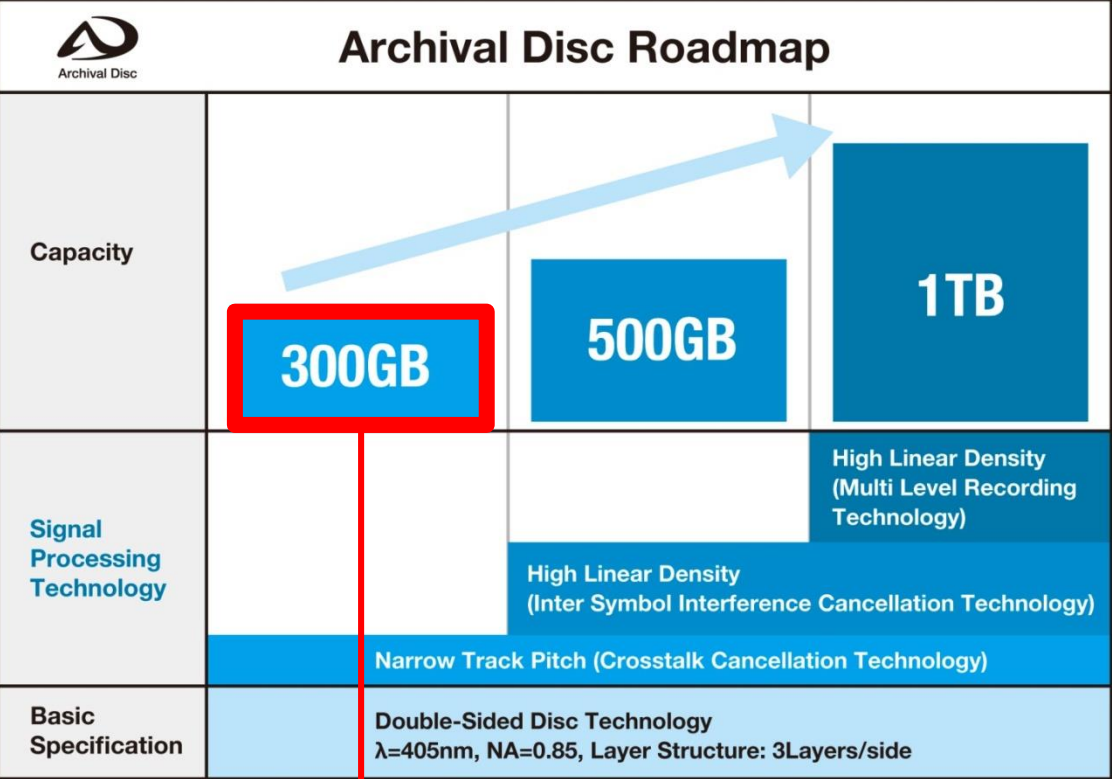 Archival Disc
Archival Disc Roadmap
Capacity
300GB
500GB
1TB
Signal
Processing
Technology
High Linear Density
(Multi Level Recording
Technology)
High Linear Density
(Inter Symbol Interference Cancellation Technology)
Narrow Track Pitch (Crosstalk Cancellation Technology)
Basic
Specification
Double-Sided Disc Technology
λ=405nm, NA=0.85, Layer Structure: 3Layers/side